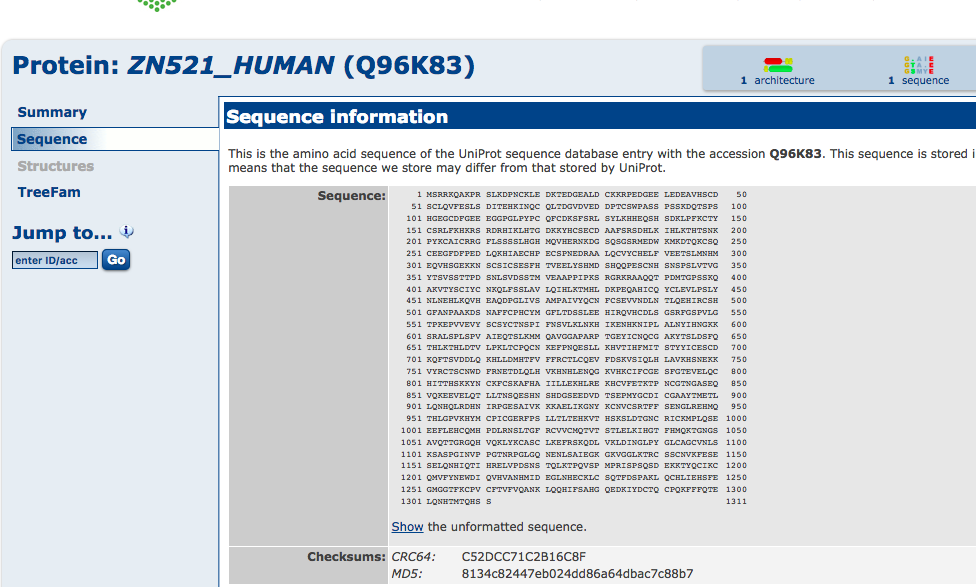 Protein: ZN521_HUMAN (Q96K83)
1 architecture
1 sequence
Summary
Sequence
Structures
TreeFam
Jump to... i
enter ID/acc Go
Sequence information
This is the amino acid sequence of the UniProt sequence database entry with the accession Q96K83. This sequence is stored i
means that the sequence we store may differ from that stored by UniProt.
Sequence:
1 MSRRKQAKPR SLKDPNCKLE DKTEDGEALD CKKRPEDGEE LEDEAVHSCD 50
51 SCLQVFESLS DITEHKINQC QLTDGVDVED DPTCSWPASS PSSKDQTSPS 100
101 HGEGCDFGEE EGGPGLPYPC QFCDKSFSRL SYLKHHEQSH SDKLPFKCTY 150
151 CSRLFKHKRS RDRHIKLHTG DKKYHCSECD AAFSRSDHLK IHLKTHTSNK 200
201 PYKCAICRRG FLSSSSLHGH MQVHERNKDG SQSGSRMEDW KMKDTQKCSQ 250
251 CEEGFDFPED LQKHIAECHP ECSPNEDRAA LQCVYCHELF VEETSLMNHM 300
301 EQVHSGEKKN SCSICSESFH TVEELYSHMD SHQQPESCNH SNSPSLVTVG 350
351 YTSVSSTTPD SNLSVDSSTM VEAAPPIPKS RGRKRAAQQT PDMTGPSSKQ 400
401 AKVTYSCIYC NKQLFSSLAV LQIHLKTMHL DKPEQAHICQ YCLEVLPSLY 450
451 NLNEHLKQVH EAQDPGLIVS AMPAIVYQCN FCSEVVNDLN TLQEHIRCSH 500
501 GFANPAAKDS NAFFCPHCYM GFLTDSSLEE HIRQVHCDLS GSRFGSPVLG 550
551 TPKEPVVEVY SCSYCTNSPI FNSVLKLNKH IKENHKNIPL ALNYIHNGKK 600
601 SRALSPLSPV AIEQTSLKMM QAVGGAPARP TGEYICNQCG AKYTSLDSFQ 650
651 THLKTHLDTV LPKLTCPQCN KEFPNQESLL KHVTIHFMIT STYYICESCD 700
701 KQFTSVDDLQ KHLLDMHTFV FFRCTLCQEV FDSKVSIQLH LAVKHSNEKK 750
751 VYRCTSCNWD FRNETDLQLH VKHNHLENQG KVHKCIFCGE SFGTEVELQC 800
801 HITTHSKKYN CKFCSKAFHA IILLEKHLRE KHCVFETKTP NCGTNGASEQ 850
851 VQKEEVELQT LLTNSQESHN SHDGSEEDVD TSEPMYGCDI CGAAYTMETL 900
901 LQNHQLRDHN IRPGESAIVK KKAELIKGNY KCNVCSRTFF SENGLREHMQ 950
951 THLGPVKHYM CPICGERFPS LLTLTEHKVT HSKSLDTGNC RICKMPLQSE 1000
1001 EEFLEHCQMH PDLRNSLTGF RCVVCMQTVT STLELKIHGT FHMQKTGNGS 1050
1051 AVQTTGRGQH VQKLYKCASC LKEFRSKQDL VKLDINGLPY GLCAGCVNLS 1100
1101 KSASPGINVP PGTNRPGLGQ NENLSAIEGK GKVGGLKTRC SSCNVKFESE 1150
1151 SELQNHIQTI HRELVPDSNS TQLKTPQVSP MPRISPSQSD EKKTYQCIKC 1200
1201 QMVFYNEWDI QVHVANHMID EGLNHECKLC SQTFDSPAKL QCHLIEHSFE 1250
1251 GMGGTFKCPV CFTVFVQANK LQQHIFSAHG QEDKIYDCTQ CPQKFFFQTE 1300
1301 LQNHTMTQHS S 1311
Show the unformatted sequence.
Checksums: CRC64: C52DCC71C2B16C8F
MD5: 8134c82447eb024dd86a64dbac7c88b7